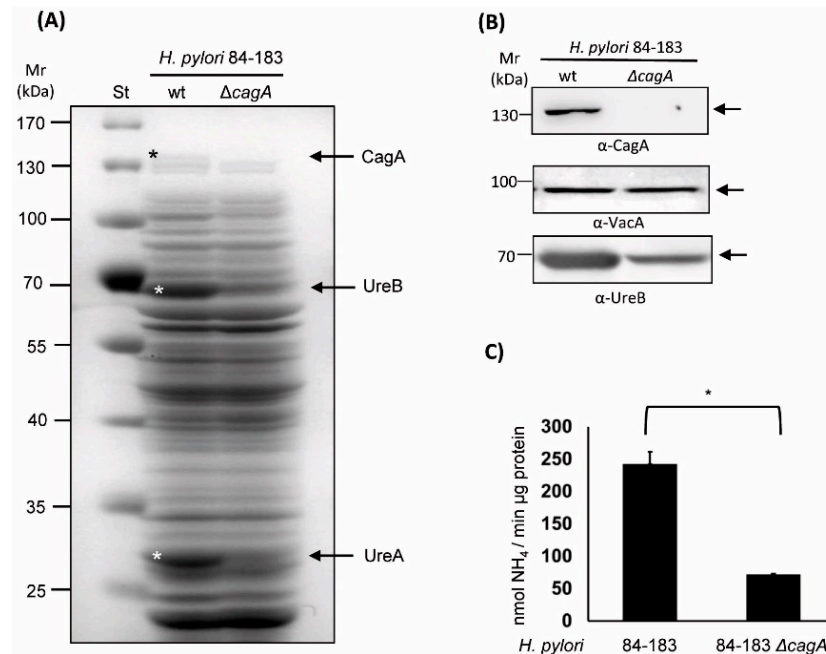 (A)
H. pylori 84-183
Mr
(kDa)
St wt ΔcagA
170
130
100
70
55
40
35
25
*
*
*
CagA
UreB
UreA
(B)
H. pylori 84-183
Mr
(kDa)
wt ΔcagA
130
α-CagA
100
α-VacA
70
α-UreB
C)
*
nmol NH4 / min µg protein
300
250
200
150
100
50
0
H. pylori 84-183 84-183 ΔcagA